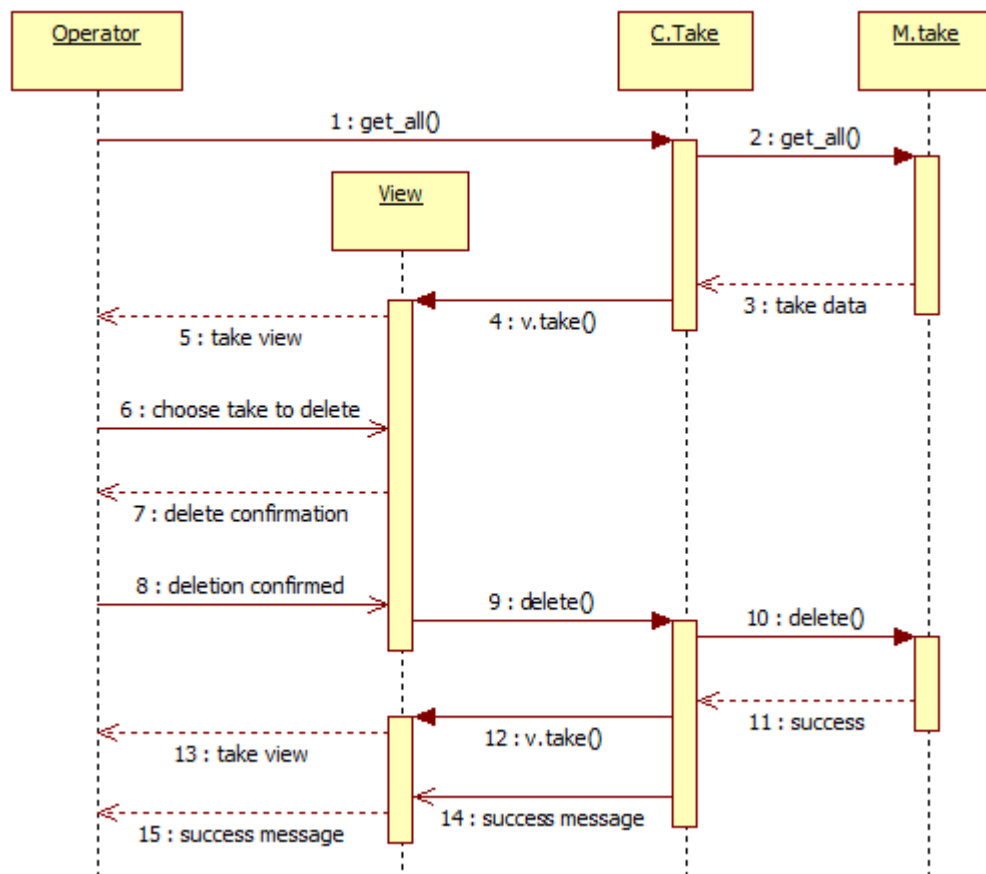 Operator
C.Take
M.take
1 : get_all()
2 : get_all()
View
3 : take data
4 : v.take()
5 : take view
6 : choose take to delete
7 : delete confirmation
8 : deletion confirmed
9 : delete()
10 : delete()
11 : success
12 : v.take()
13 : take view
14 : success message
15 : success message